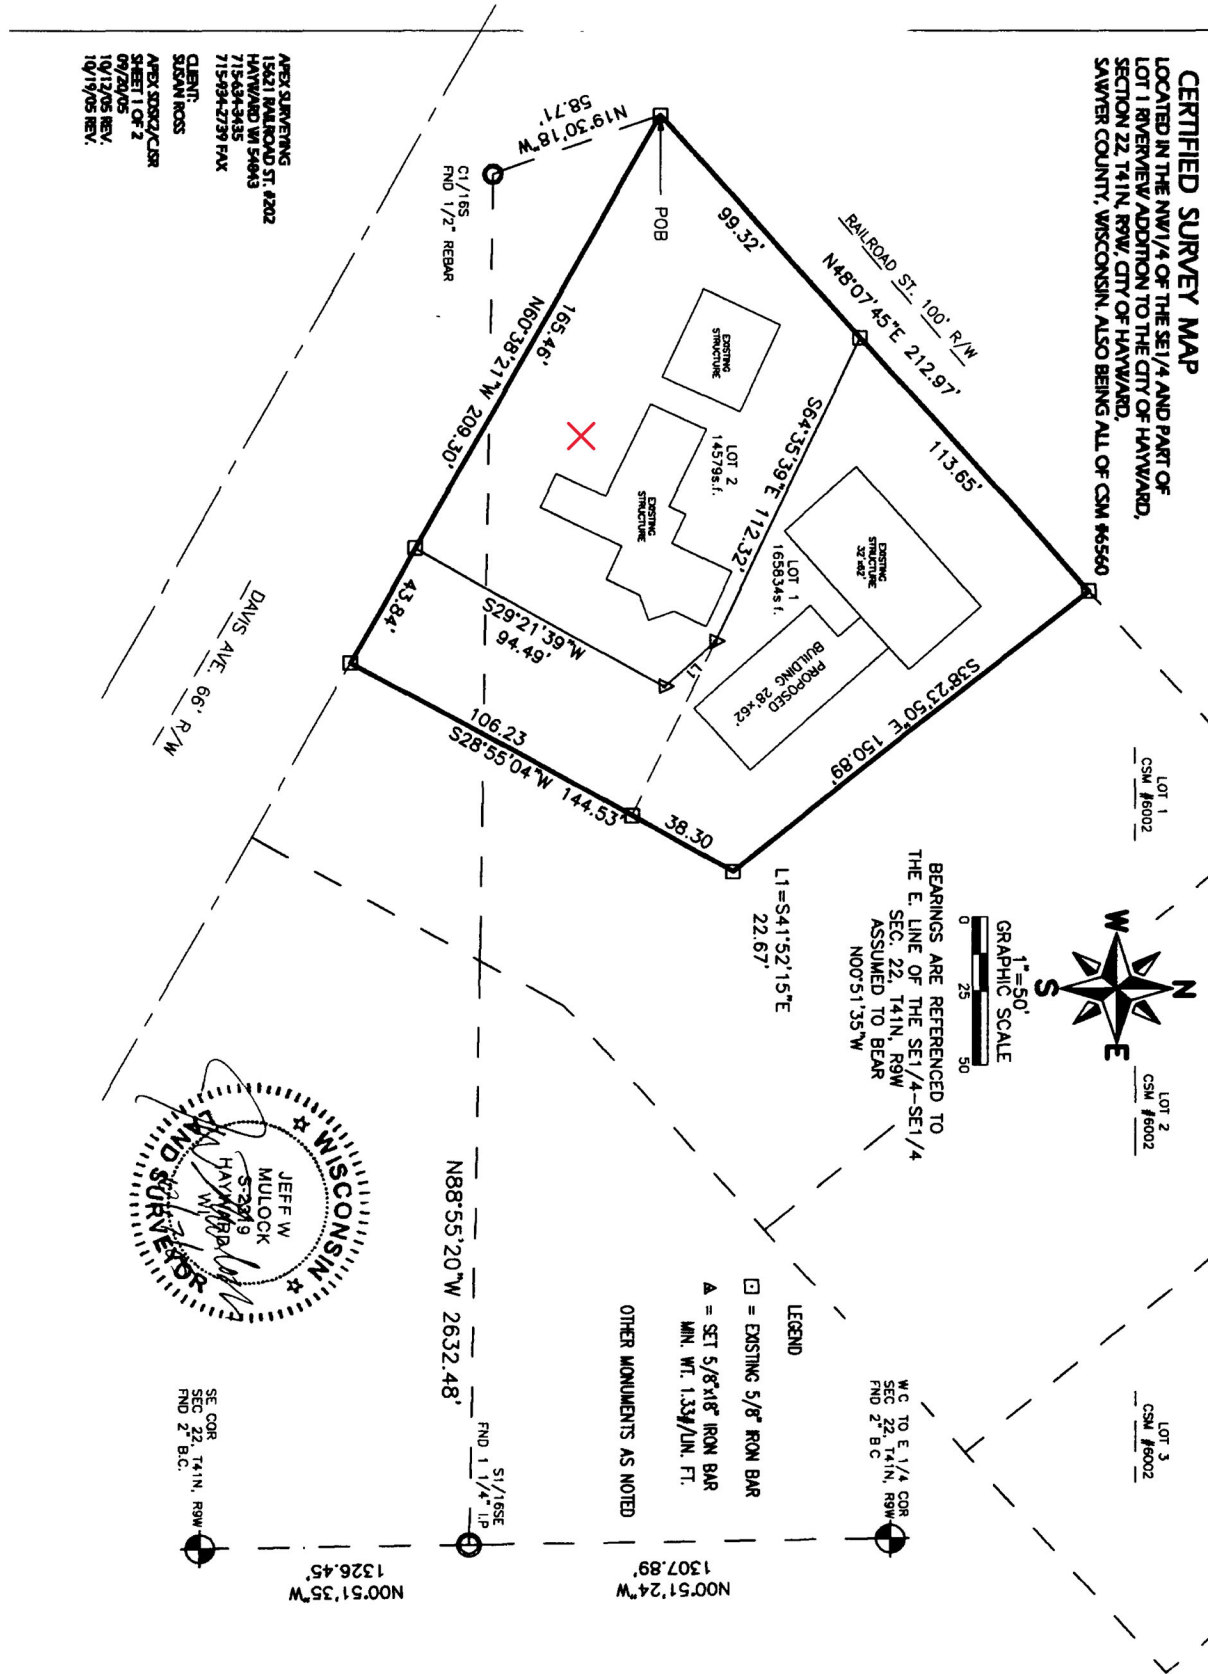 CERTIFIED SURVEY MAP
LOCATED IN THE NW1/4 OF THE SE1/4 AND PART OF
LOT 1 RIVERVIEW ADDITION TO THE CITY OF HAYWARD,
SECTION 22, T41N, R9W, CITY OF HAYWARD,
SAWYER COUNTY, WISCONSIN. ALSO BEING ALL OF CSM #6560
LOT 1
CSM #6002
LOT 2
CSM #6002
LOT 3
CSM #6002
W
N
S
E
1"=50'
GRAPHIC SCALE
0 25 50
BEARINGS ARE REFERENCED TO
THE E. LINE OF THE SE1/4-SE1/4
SEC. 22, T41N, R9W
ASSUMED TO BEAR
N00°51'35"W
RAILROAD ST. 100' R/W
N48°07'45"E 212.97'
99.32'
113.65'
S38°23'50"E 150.89'
EXISTING
STRUCTURE
32'x62'
PROPOSED
BUILDING 28'x62'
LOT 1
165834s.f.
S64°35'39"E 112.32'
LOT 2
14579s.f.
EXISTING
STRUCTURE
EXISTING
STRUCTURE
L1
L1=S41°52'15"E
22.67'
POB
N19°30'18"W
58.71'
C1/16S
FND 1/2" REBAR
165.46'
N60°38'21"W 209.30'
43.84'
S29°21'39"W
94.49'
106.23
S28°55'04"W 144.53'
38.30
DAVIS AVE. 66' R/W
N88°55'20"W 2632.48'
LEGEND
= EXISTING 5/8" IRON BAR
= SET 5/8"x18" IRON BAR
MIN. WT. 1.33#/LIN. FT.
OTHER MONUMENTS AS NOTED
W C TO E 1/4 COR
SEC 22, T41N, R9W
FND 2" B C
S1/16SE
FND 1 1/4" I.P
SE COR
SEC 22, T41N, R9W
FND 2" B.C.
N00°51'24"W
1307.89'
N00°51'35"W
1326.45'
WISCONSIN
JEFF W
MULOCK
S-2319
HAYWARD
WI
LAND SURVEYOR
APEX SURVEYING
15621 RAILROAD ST. #202
HAYWARD WI 54843
715-634-3435
715-934-2739 FAX
CLIENT:
SUSAN ROSS
SHEET 1 OF 2
09/20/05
10/12/05 REV.
10/19/05 REV.